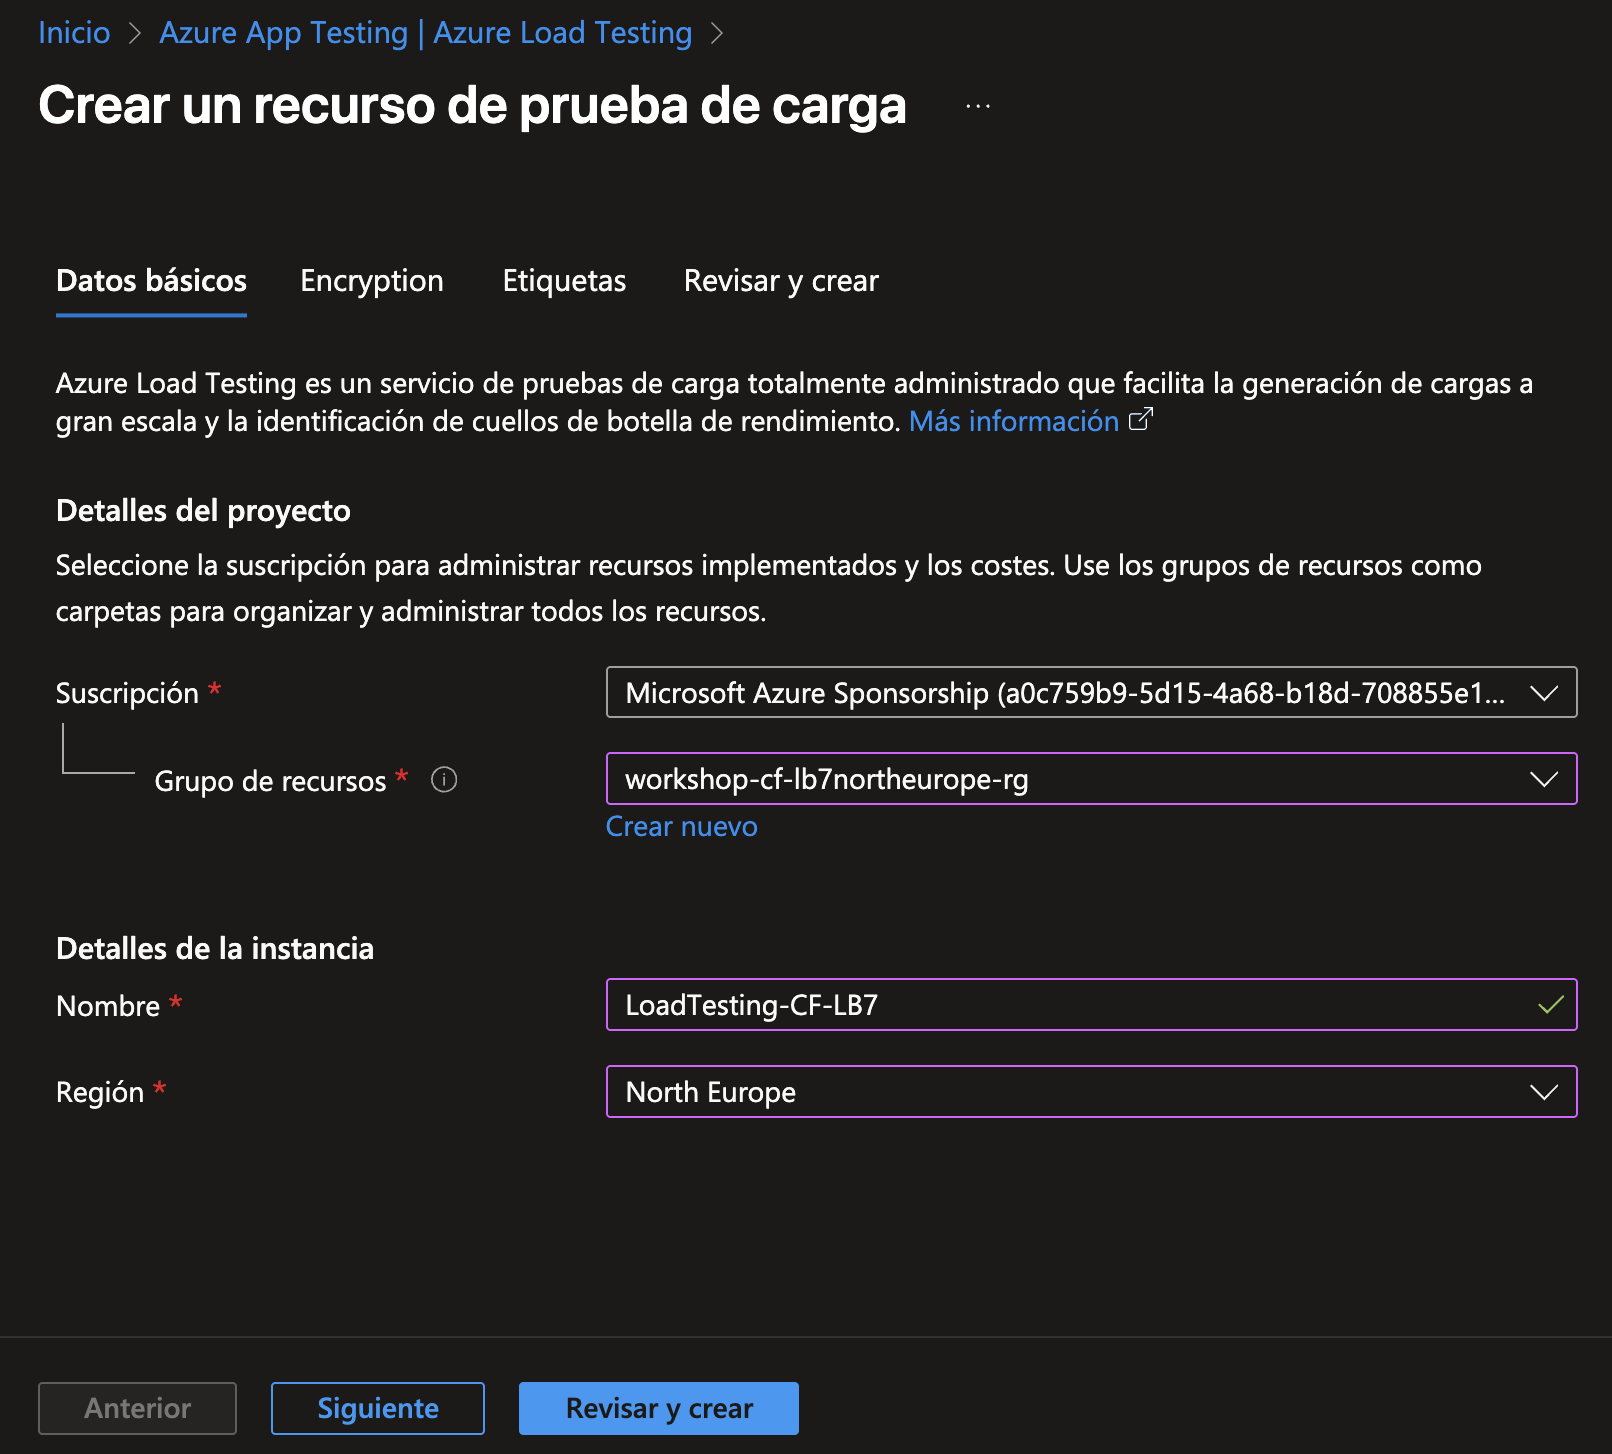 Inicio > Azure App Testing | Azure Load Testing >
Crear un recurso de prueba de carga ...
Datos básicos Encryption Etiquetas Revisar y crear
Azure Load Testing es un servicio de pruebas de carga totalmente administrado que facilita la generación de cargas a
gran escala y la identificación de cuellos de botella de rendimiento. Más información
Detalles del proyecto
Seleccione la suscripción para administrar recursos implementados y los costes. Use los grupos de recursos como
carpetas para organizar y administrar todos los recursos.
Suscripción * Microsoft Azure Sponsorship (a0c759b9-5d15-4a68-b18d-708855e1...
Grupo de recursos * workshop-cf-lb7northeurope-rg
Crear nuevo
Detalles de la instancia
Nombre * LoadTesting-CF-LB7
Región * North Europe
Anterior Siguiente Revisar y crear